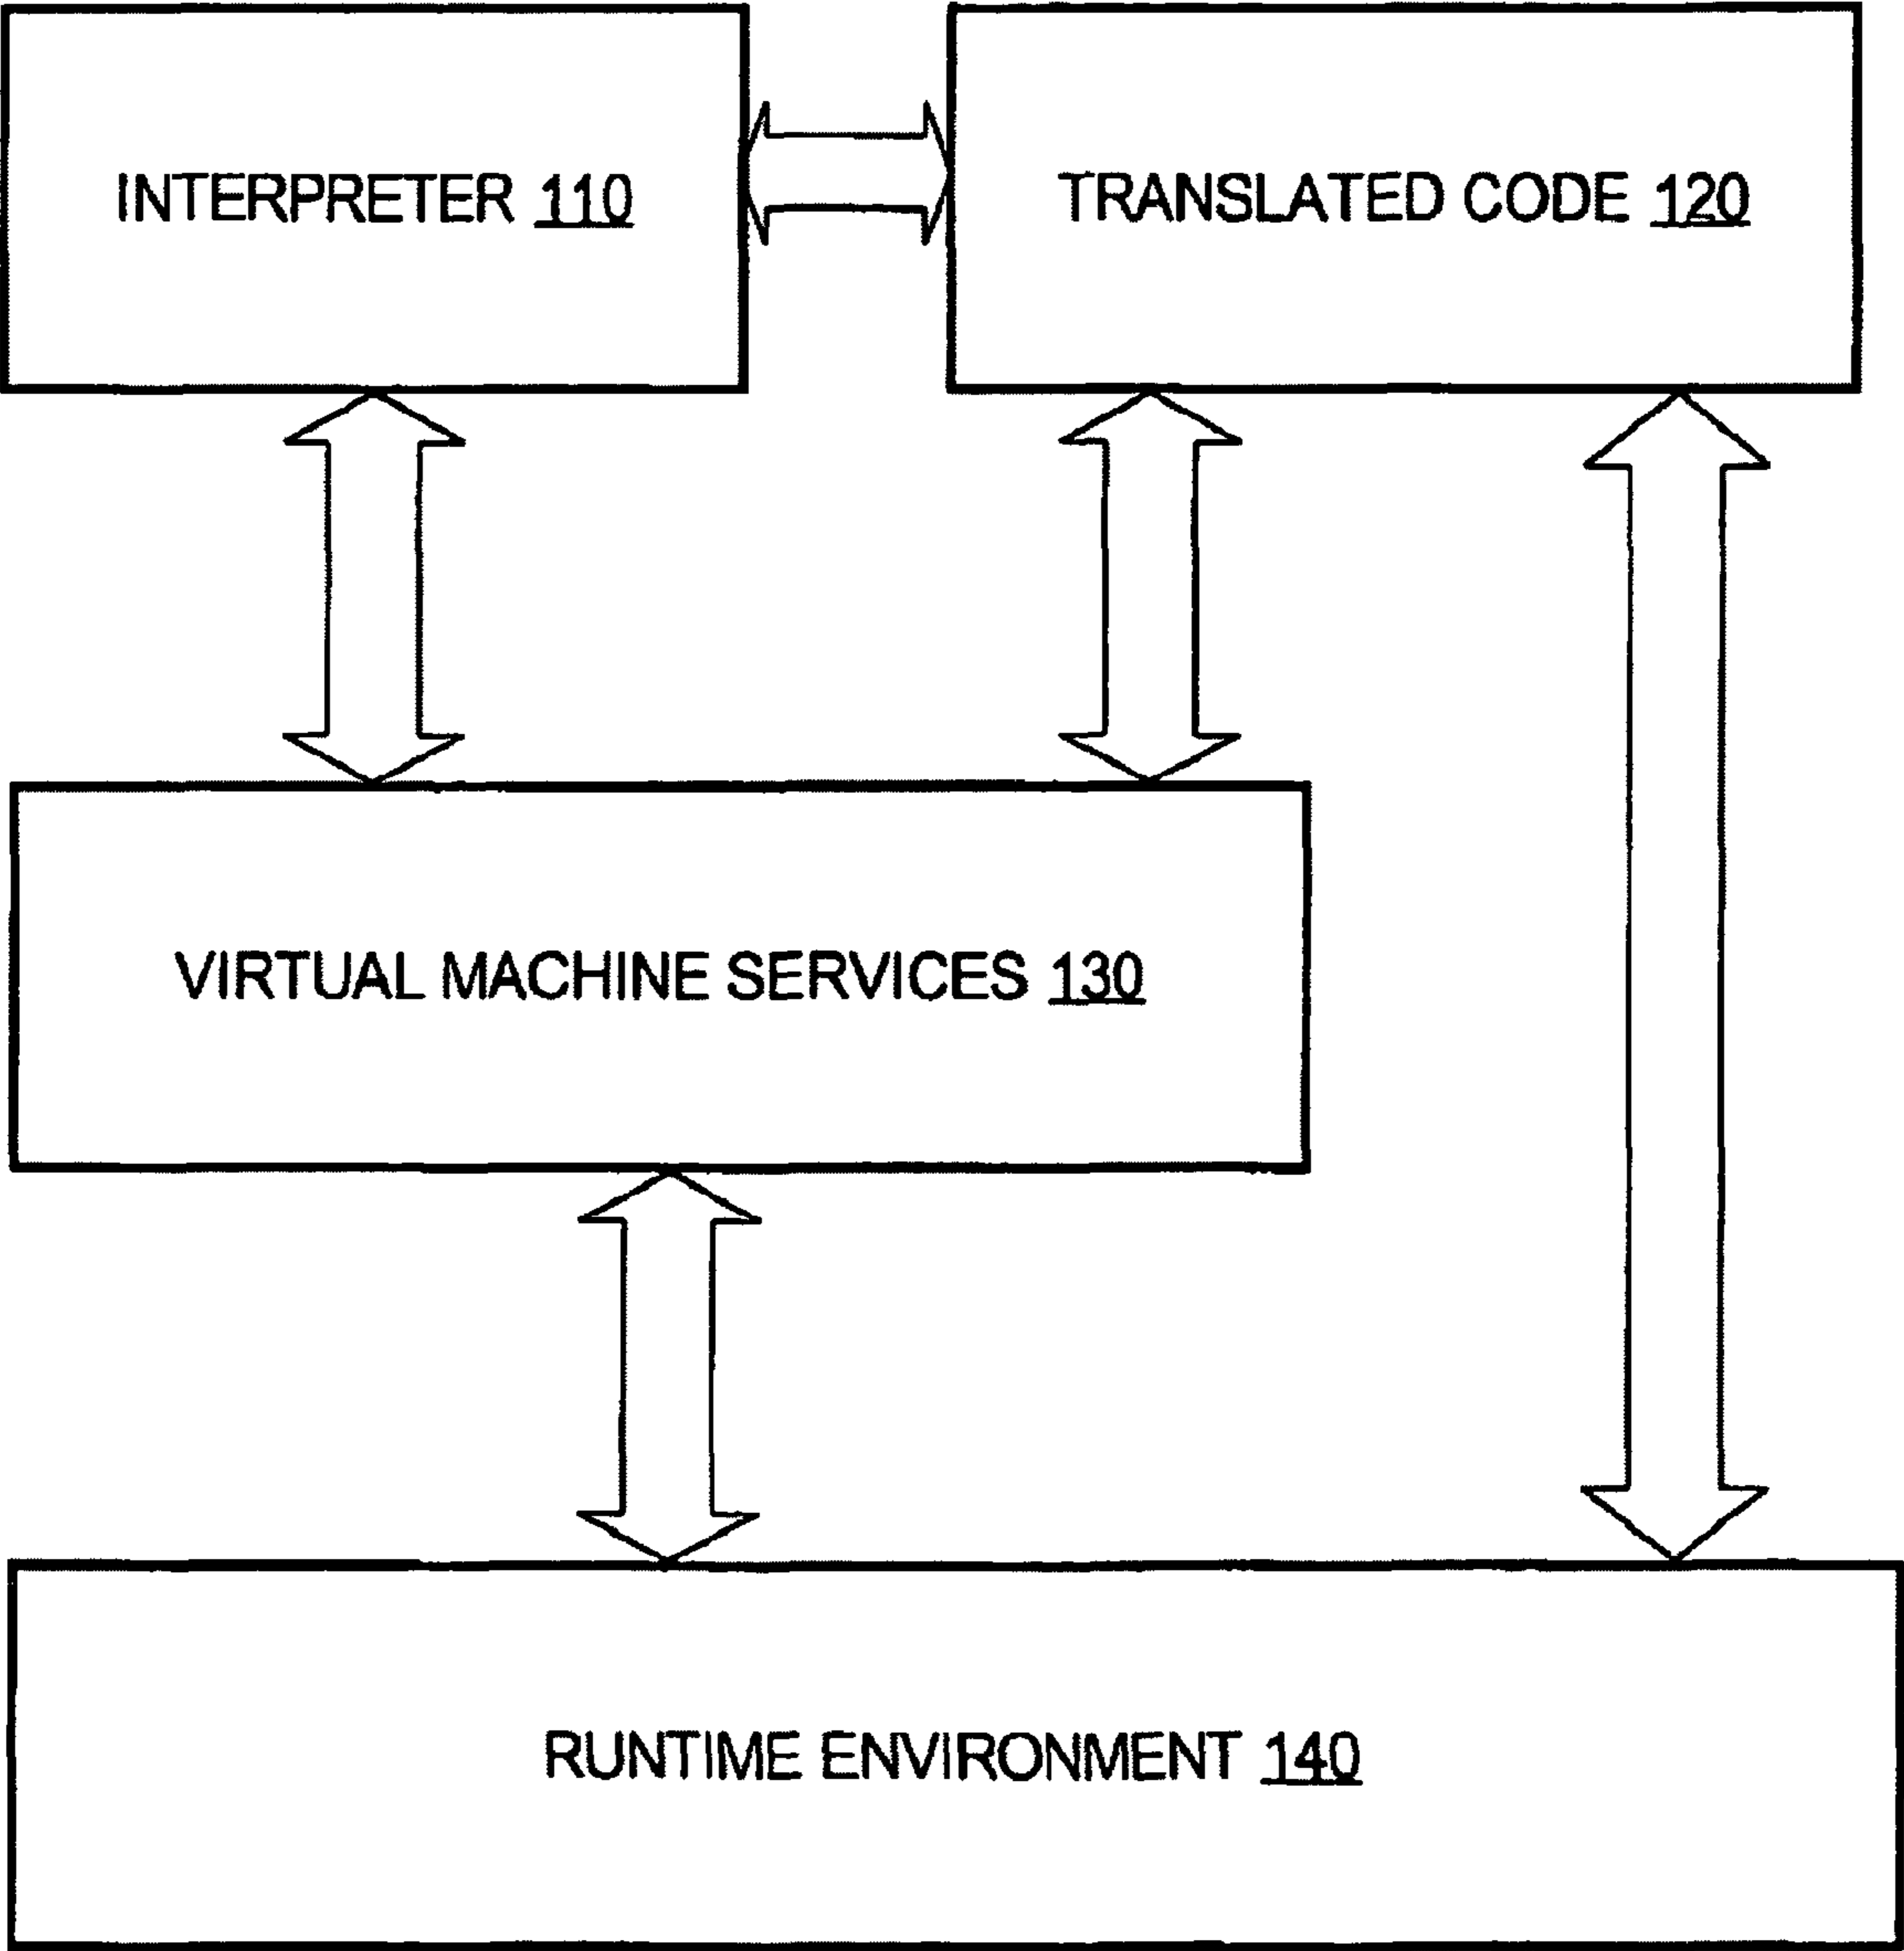 INTERPRETER 110
TRANSLATED CODE 120
VIRTUAL MACHINE SERVICES 130
RUNTIME ENVIRONMENT 140